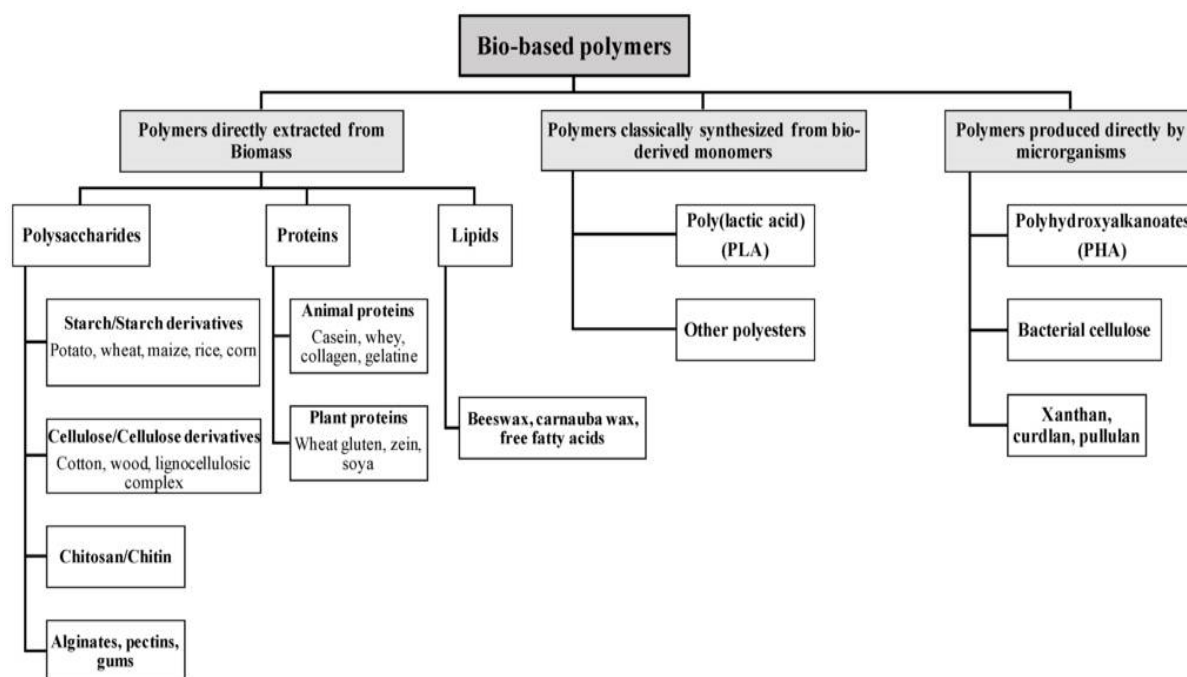 Bio-based polymers
Polymers directly extracted from
Biomass
Polymers classically synthesized from bio-
derived monomers
Polymers produced directly by
microrganisms
Polysaccharides
Proteins
Lipids
Starch/Starch derivatives
Potato, wheat, maize, rice, corn
Cellulose/Cellulose derivatives
Cotton, wood, lignocellulosic
complex
Chitosan/Chitin
Alginates, pectins,
gums
Animal proteins
Casein, whey,
collagen, gelatine
Plant proteins
Wheat gluten, zein,
soya
Beeswax, carnauba wax,
free fatty acids
Poly(lactic acid)
(PLA)
Other polyesters
Polyhydroxyalkanoates
(PHA)
Bacterial cellulose
Xanthan,
curdlan, pullulan